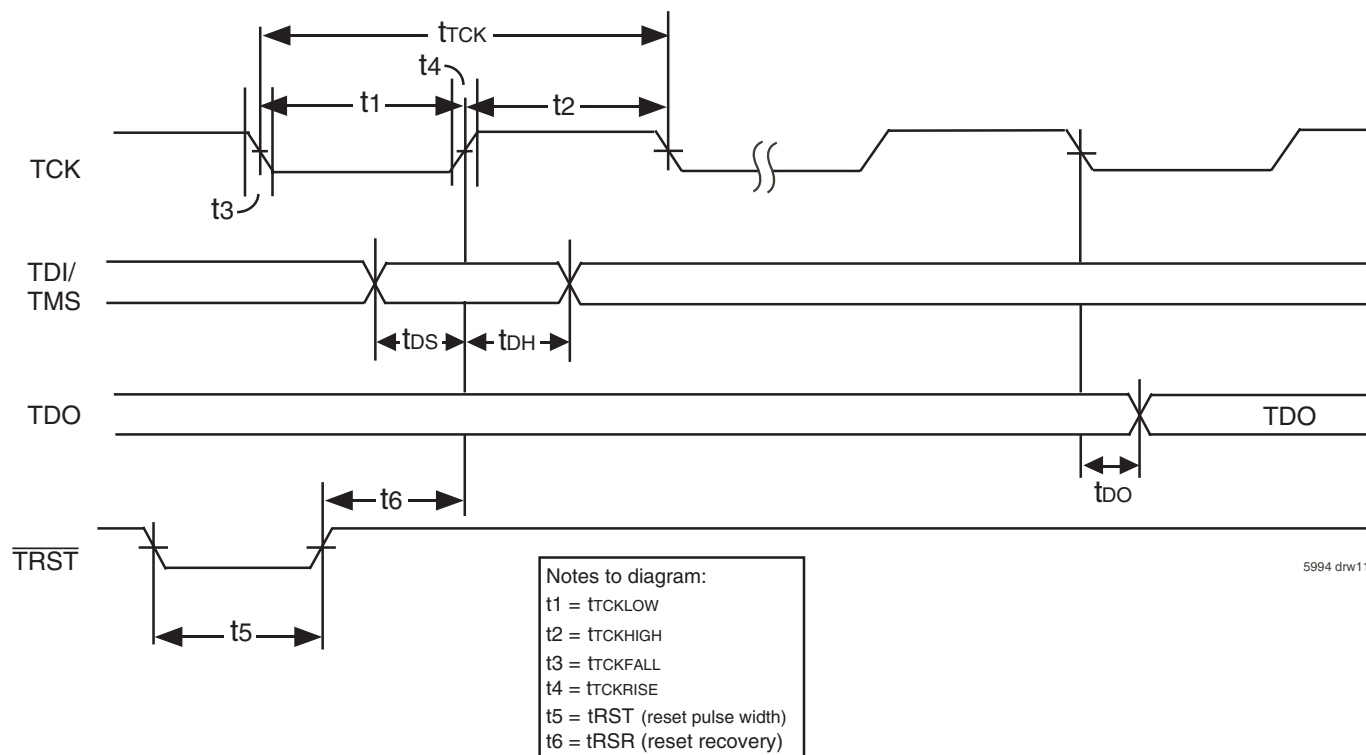 tTCK
t4
t1
t2
TCK
t3
TDI/
TMS
tDS
tDH
TDO
TDO
tDO
t6
TRST
t5
5994 drw11
Notes to diagram:
t1 = tTCKLOW
t2 = tTCKHIGH
t3 = tTCKFALL
t4 = tTCKRISE
t5 = tRST (reset pulse width)
t6 = tRSR (reset recovery)